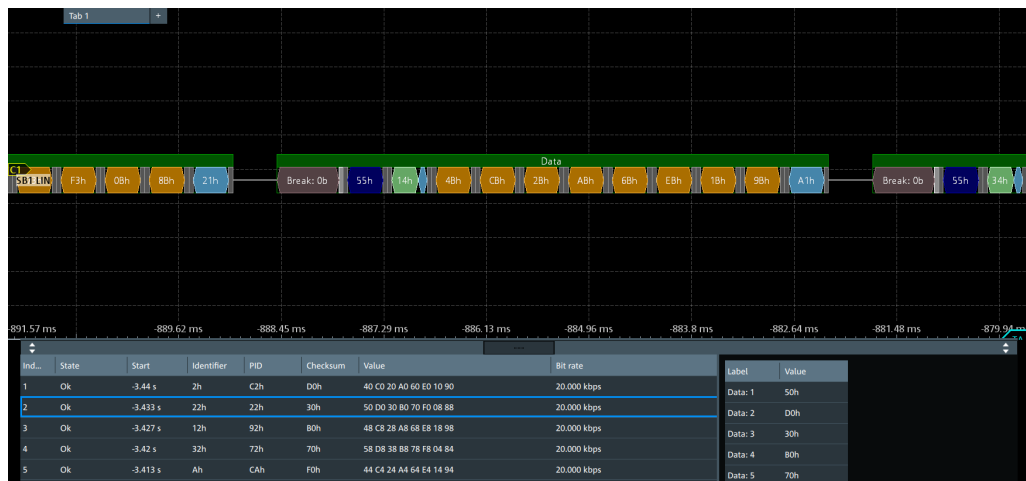 Tab 1 +
Data
C1
SB1 LIN F3h 0Bh 8Bh 21h Break: 0b 55h 14h 4Bh CBh 2Bh ABh 6Bh EBh 1Bh 9Bh A1h Break: 0b 55h 34h
-891.57 ms -889.62 ms -888.45 ms -887.29 ms -886.13 ms -884.96 ms -883.8 ms -882.64 ms -881.48 ms -879.94 m
TA
Ind... State Start Identifier PID Checksum Value Bit rate
1 Ok -3.44 s 2h C2h D0h 40 C0 20 A0 60 E0 10 90 20.000 kbps
2 Ok -3.433 s 22h 22h 30h 50 D0 30 B0 70 F0 08 88 20.000 kbps
3 Ok -3.427 s 12h 92h B0h 48 C8 28 A8 68 E8 18 98 20.000 kbps
4 Ok -3.42 s 32h 72h 70h 58 D8 38 B8 78 F8 04 84 20.000 kbps
5 Ok -3.413 s Ah CAh F0h 44 C4 24 A4 64 E4 14 94 20.000 kbps
Label Value
Data: 1 50h
Data: 2 D0h
Data: 3 30h
Data: 4 B0h
Data: 5 70h